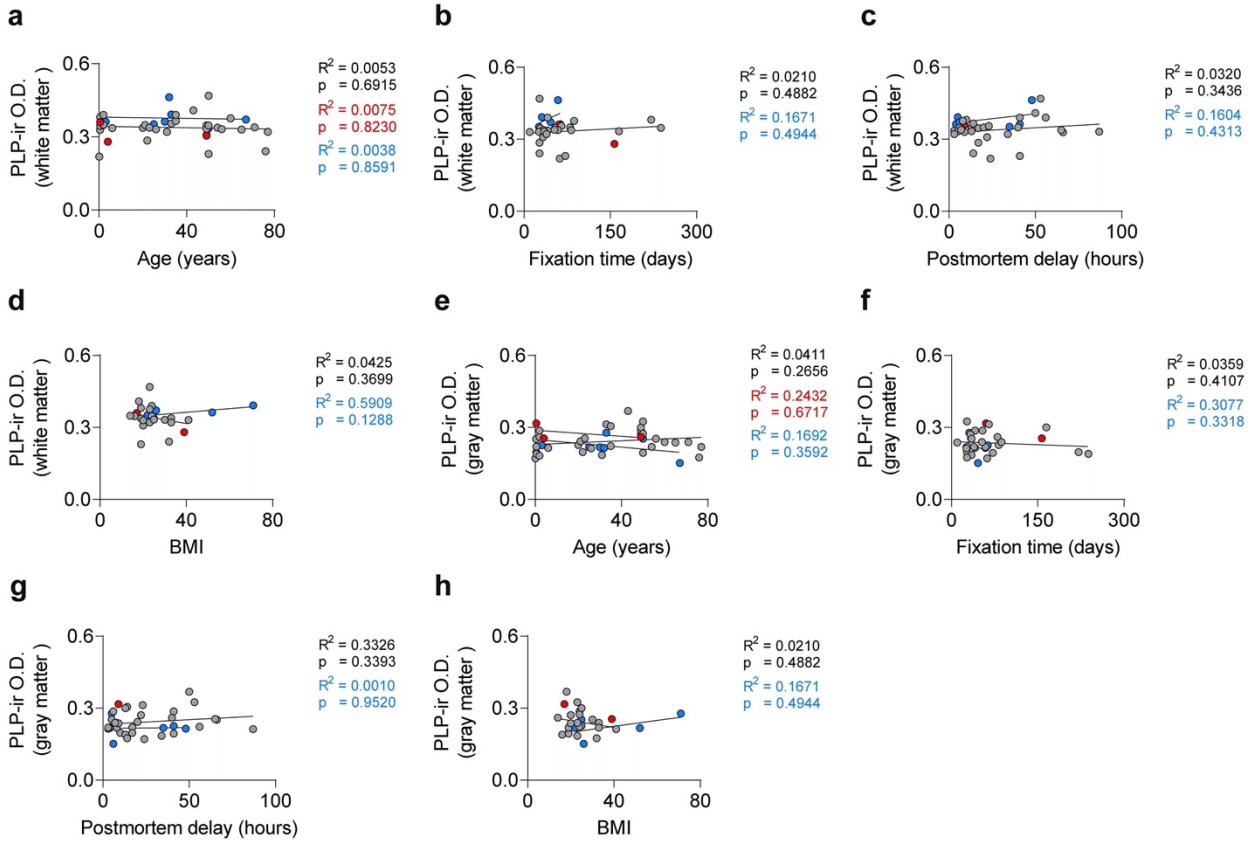 a
PLP-ir O.D.
(white matter )
0.6
0.3
0.0
0
40
80
Age (years)
R² = 0.0053
p = 0.6915
R² = 0.0075
p = 0.8230
R² = 0.0038
p = 0.8591
b
PLP-ir O.D.
(white matter )
0.6
0.3
0.0
0
150
300
Fixation time (days)
R² = 0.0210
p = 0.4882
R² = 0.1671
p = 0.4944
c
PLP-ir O.D.
(white matter )
0.6
0.3
0.0
0
50
100
Postmortem delay (hours)
R² = 0.0320
p = 0.3436
R² = 0.1604
p = 0.4313
d
PLP-ir O.D.
(white matter )
0.6
0.3
0.0
0
40
80
BMI
R² = 0.0425
p = 0.3699
R² = 0.5909
p = 0.1288
e
PLP-ir O.D.
(gray matter )
0.6
0.3
0.0
0
40
80
Age (years)
R² = 0.0411
p = 0.2656
R² = 0.2432
p = 0.6717
R² = 0.1692
p = 0.3592
f
PLP-ir O.D.
(gray matter )
0.6
0.3
0.0
0
150
300
Fixation time (days)
R² = 0.0359
p = 0.4107
R² = 0.3077
p = 0.3318
g
PLP-ir O.D.
(gray matter )
0.6
0.3
0.0
0
50
100
Postmortem delay (hours)
R² = 0.3326
p = 0.3393
R² = 0.0010
p = 0.9520
h
PLP-ir O.D.
(gray matter )
0.6
0.3
0.0
0
40
80
BMI
R² = 0.0210
p = 0.4882
R² = 0.1671
p = 0.4944